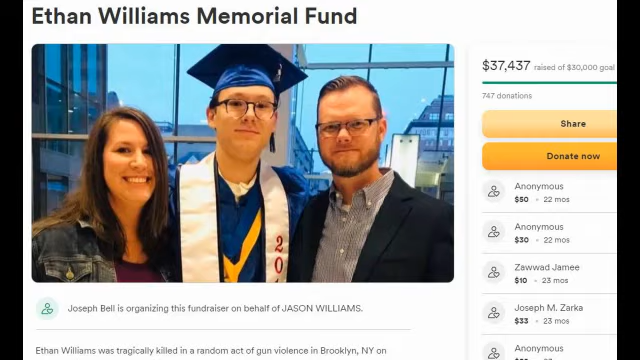 Ethan Williams Memorial Fund
$37,437 raised of $30,000 goal
747 donations
Share
Donate now
Anonymous
$50 • 22 mos
Anonymous
$30 • 22 mos
Zawwad Jamee
$10 • 23 mos
Joseph M. Zarka
$33 • 23 mos
Anonymous
20
Joseph Bell is organizing this fundraiser on behalf of JASON WILLIAMS.
Ethan Williams was tragically killed in a random act of gun violence in Brooklyn, NY on